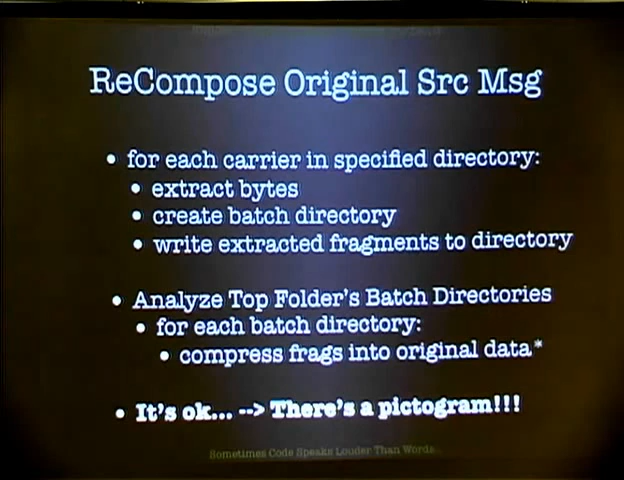 ReCompose Original Src Msg
• for each carrier in specified directory:
• extract bytes
• create batch directory
• write extracted fragments to directory
• Analyze Top Folder's Batch Directories
• for each batch directory:
• compress frags into original data*
• It's ok... --> There's a pictogram!!!
Sometimes Code Speaks Louder Than Words...